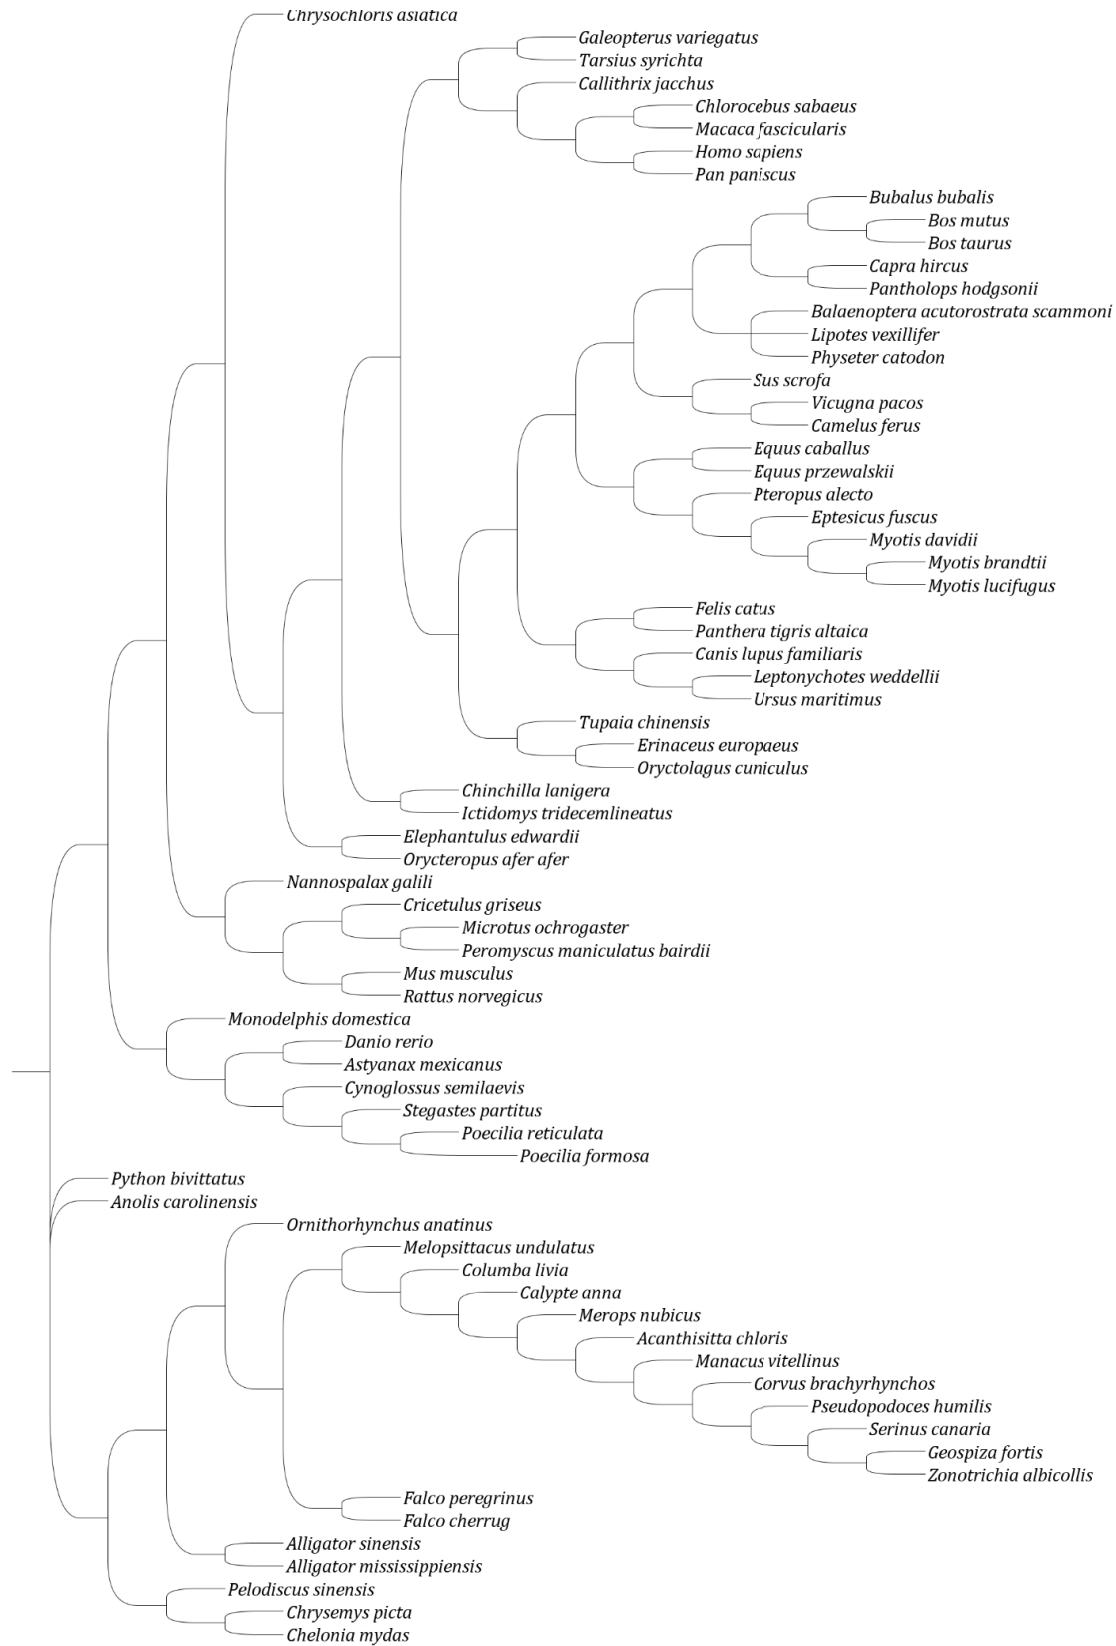 Chrysochloris asiatica
Galeopterus variegatus
Tarsius syrichta
Callithrix jacchus
Chlorocebus sabaeus
Macaca fascicularis
Homo sapiens
Pan paniscus
Bubalus bubalis
Bos mutus
Bos taurus
Capra hircus
Pantholops hodgsonii
Balaenoptera acutorostrata scammoni
Lipotes vexillifer
Physeter catodon
Sus scrofa
Vicugna pacos
Camelus ferus
Equus caballus
Equus przewalskii
Pteropus alecto
Eptesicus fuscus
Myotis davidii
Myotis brandtii
Myotis lucifugus
Felis catus
Panthera tigris altaica
Canis lupus familiaris
Leptonychotes weddellii
Ursus maritimus
Tupaia chinensis
Erinaceus europaeus
Oryctolagus cuniculus
Chinchilla lanigera
Ictidomys tridecemlineatus
Elephantulus edwardii
Orycteropus afer afer
Nannospalax galili
Cricetulus griseus
Microtus ochrogaster
Peromyscus maniculatus bairdii
Mus musculus
Rattus norvegicus
Monodelphis domestica
Danio rerio
Astyanax mexicanus
Cynoglossus semilaevis
Stegastes partitus
Poecilia reticulata
Poecilia formosa
Python bivittatus
Anolis carolinensis
Ornithorhynchus anatinus
Melopsittacus undulatus
Columba livia
Calypte anna
Merops nubicus
Acanthisitta chloris
Manacus vitellinus
Corvus brachyrhynchos
Pseudopodoces humilis
Serinus canaria
Geospiza fortis
Zonotrichia albicollis
Falco peregrinus
Falco cherrug
Alligator sinensis
Alligator mississippiensis
Pelodiscus sinensis
Chrysemys picta
Chelonia mydas